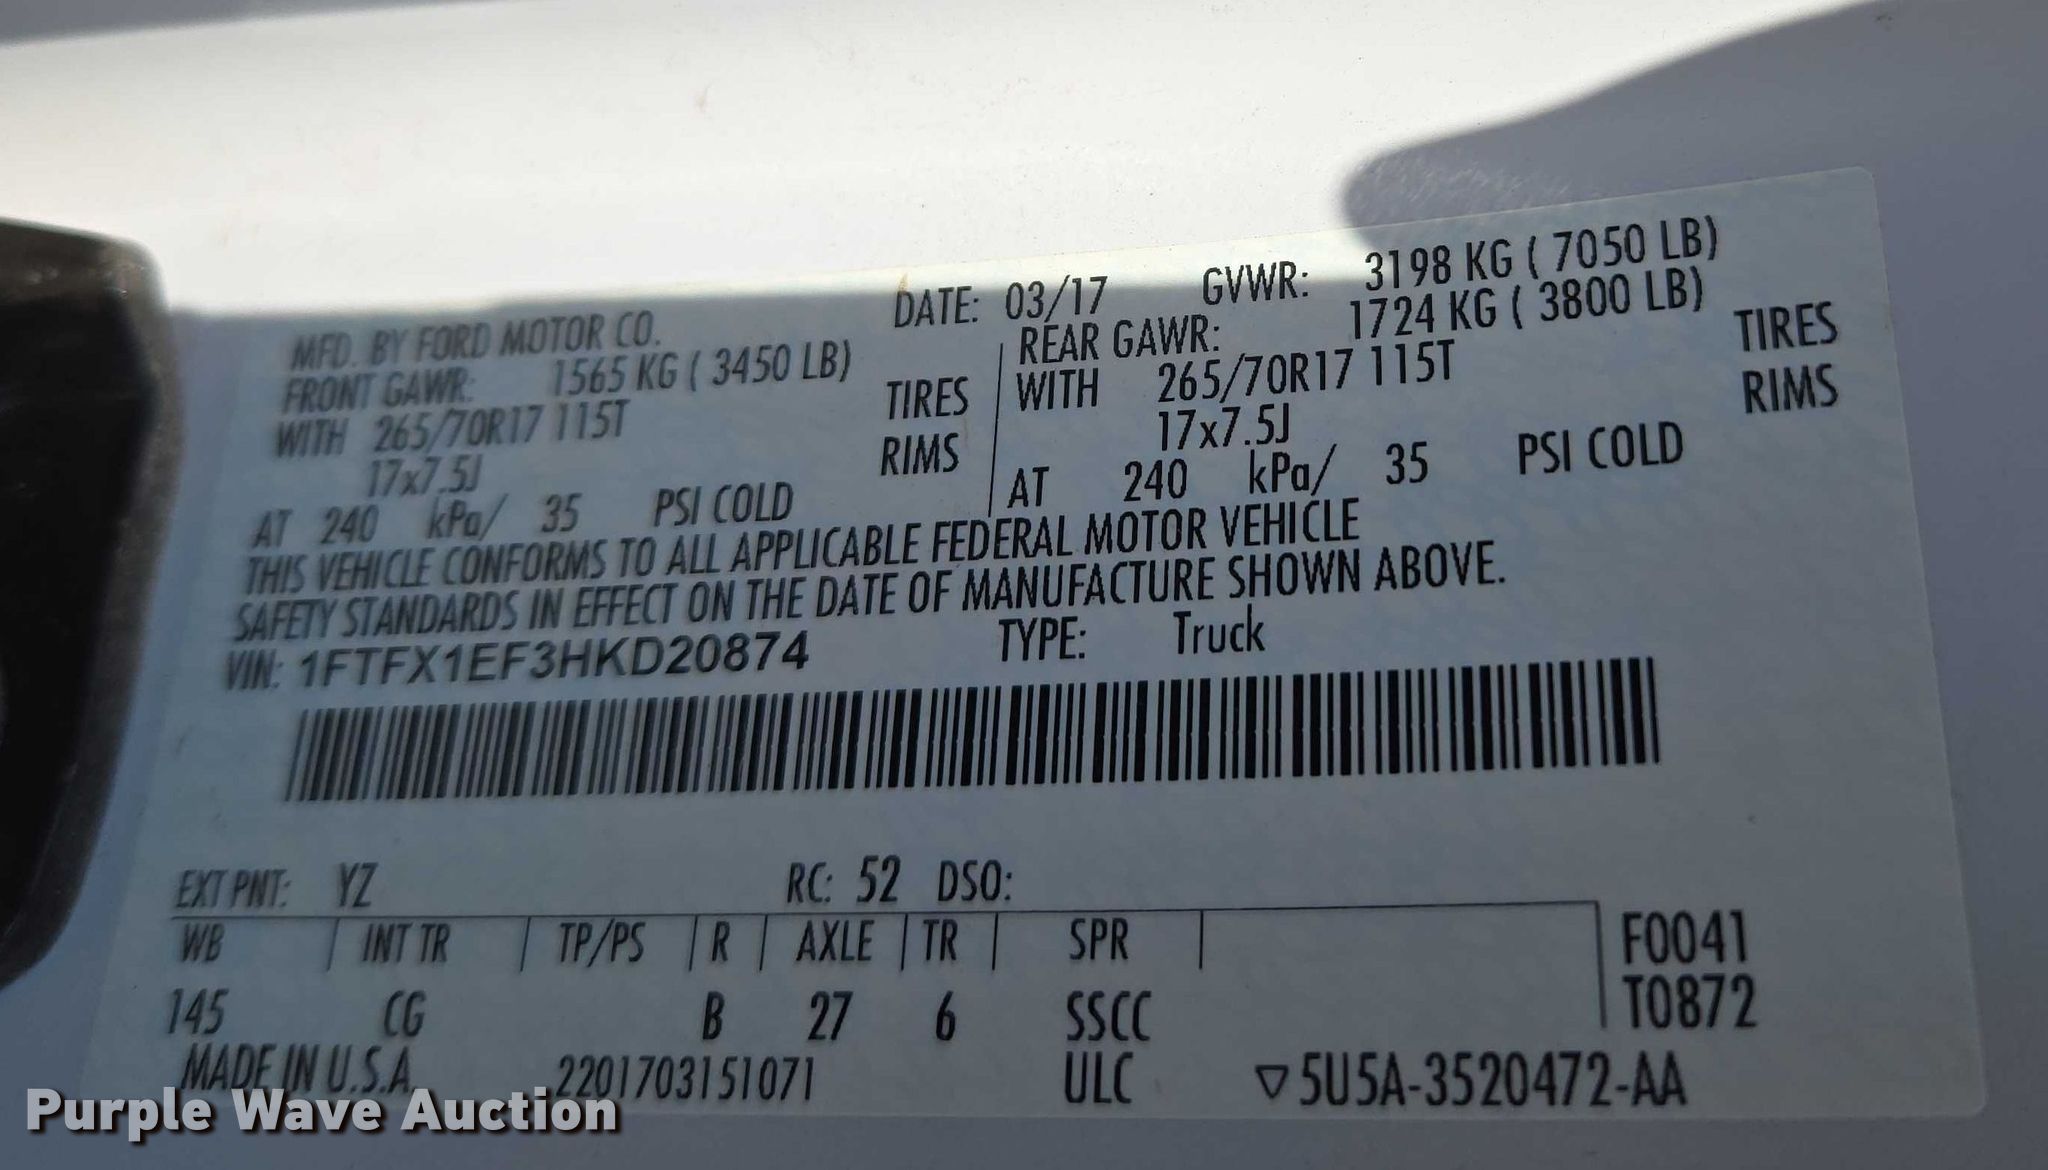 MFD. BY FORD MOTOR CO. DATE: 03/17 GVWR: 3198 KG ( 7050 LB)
FRONT GAWR: 1565 KG ( 3450 LB) REAR GAWR: 1724 KG ( 3800 LB)
WITH 265/70R17 115T TIRES WITH 265/70R17 115T TIRES
17x7.5J RIMS 17x7.5J RIMS
AT 240 kPa/ 35 PSI COLD AT 240 kPa/ 35 PSI COLD
THIS VEHICLE CONFORMS TO ALL APPLICABLE FEDERAL MOTOR VEHICLE
SAFETY STANDARDS IN EFFECT ON THE DATE OF MANUFACTURE SHOWN ABOVE.
VIN: 1FTFX1EF3HKD20874 TYPE: Truck
EXT PNT: YZ RC: 52 DSO:
WB INT TR TP/PS R AXLE TR SPR F0041
145 CG B 27 6 SSCC T0872
MADE IN U.S.A. 2201703151071 ULC ▽5U5A-3520472-AA
Purple Wave Auction